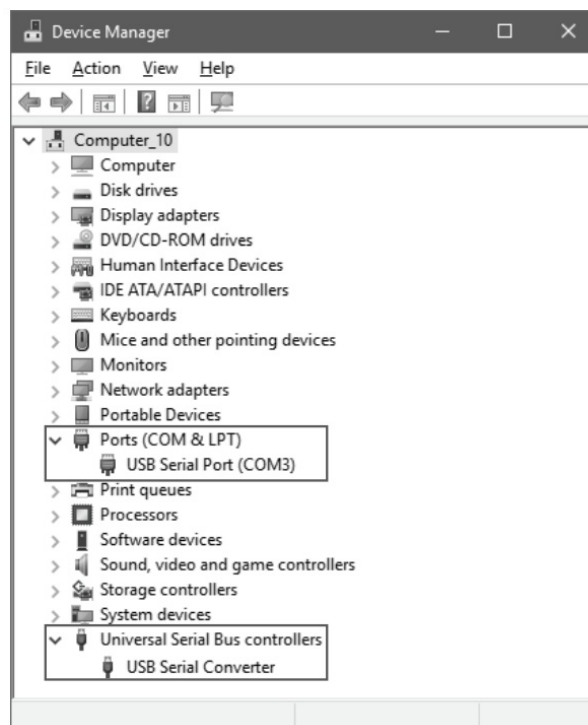 Device Manager
File Action View Help
Computer_10
Computer
Disk drives
Display adapters
DVD/CD-ROM drives
Human Interface Devices
IDE ATA/ATAPI controllers
Keyboards
Mice and other pointing devices
Monitors
Network adapters
Portable Devices
Ports (COM & LPT)
USB Serial Port (COM3)
Print queues
Processors
Software devices
Sound, video and game controllers
Storage controllers
System devices
Universal Serial Bus controllers
USB Serial Converter